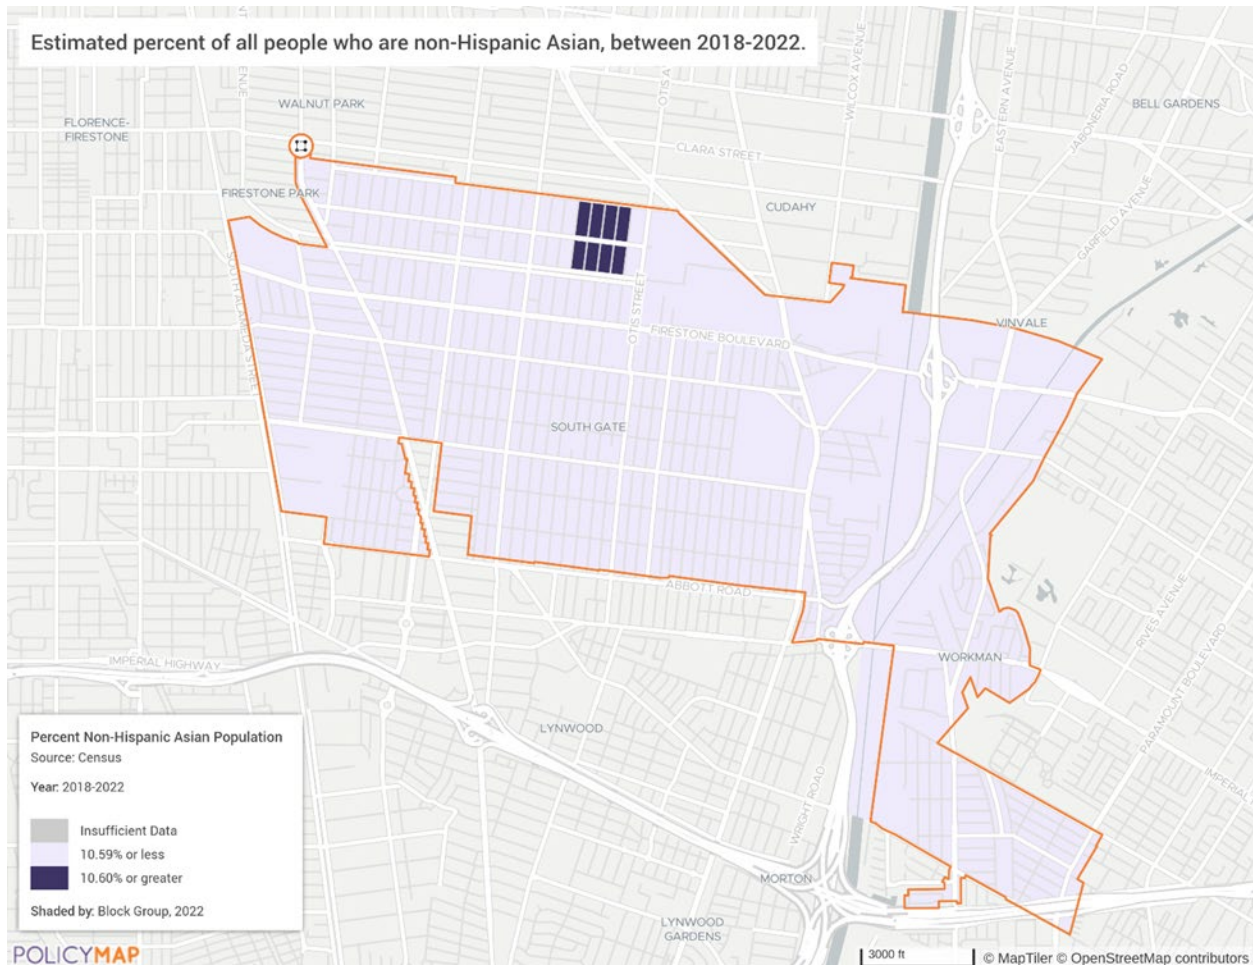 Estimated percent of all people who are non-Hispanic Asian, between 2018-2022.
WALNUT PARK
FLORENCE-
FIRESTONE
WILCOX AVENUE
EASTERN AVENUE
JABONERIA ROAD
BELL GARDENS
CLARA STREET
FIRESTONE PARK
CUDAHY
GARFIELD AVENUE
SOUTH ALAMEDA STREET
OTIS STREET
FIRESTONE BOULEVARD
VINVALE
SOUTH GATE
ABBOTT ROAD
RIVES AVENUE
IMPERIAL HIGHWAY
WORKMAN
PARAMOUNT BOULEVARD
LYNWOOD
IMPERIAL
WRIGHT ROAD
MORTON
LYNWOOD
GARDENS
Percent Non-Hispanic Asian Population
Source: Census
Year: 2018-2022
Insufficient Data
10.59% or less
10.60% or greater
Shaded by: Block Group, 2022
POLICYMAP
3000 ft
© MapTiler © OpenStreetMap contributors